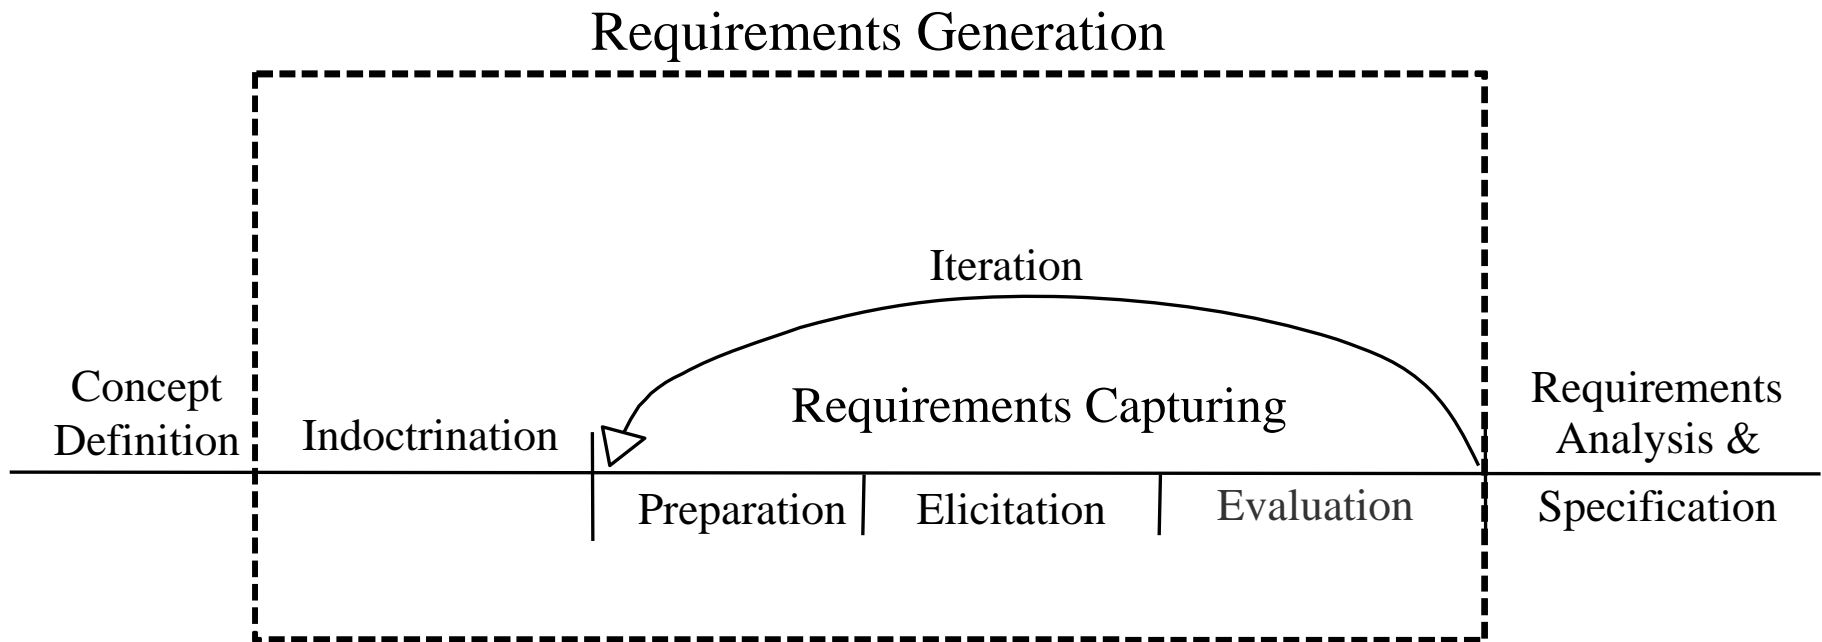 Requirements Generation
Iteration
Concept
Definition
Indoctrination
Requirements Capturing
Requirements
Analysis &
Specification
Preparation
Elicitation
Evaluation